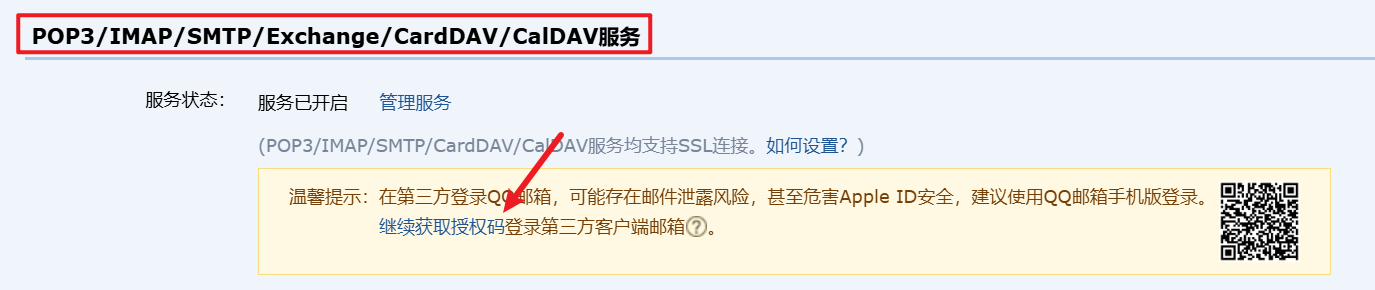 POP3/IMAP/SMTP/Exchange/CardDAV/CalDAV服务
服务状态： 服务已开启 管理服务
(POP3/IMAP/SMTP/CardDAV/CalDAV服务均支持SSL连接。如何设置？)
温馨提示：在第三方登录QQ邮箱，可能存在邮件泄露风险，甚至危害Apple ID安全，建议使用QQ邮箱手机版登录。
继续获取授权码登录第三方客户端邮箱?。